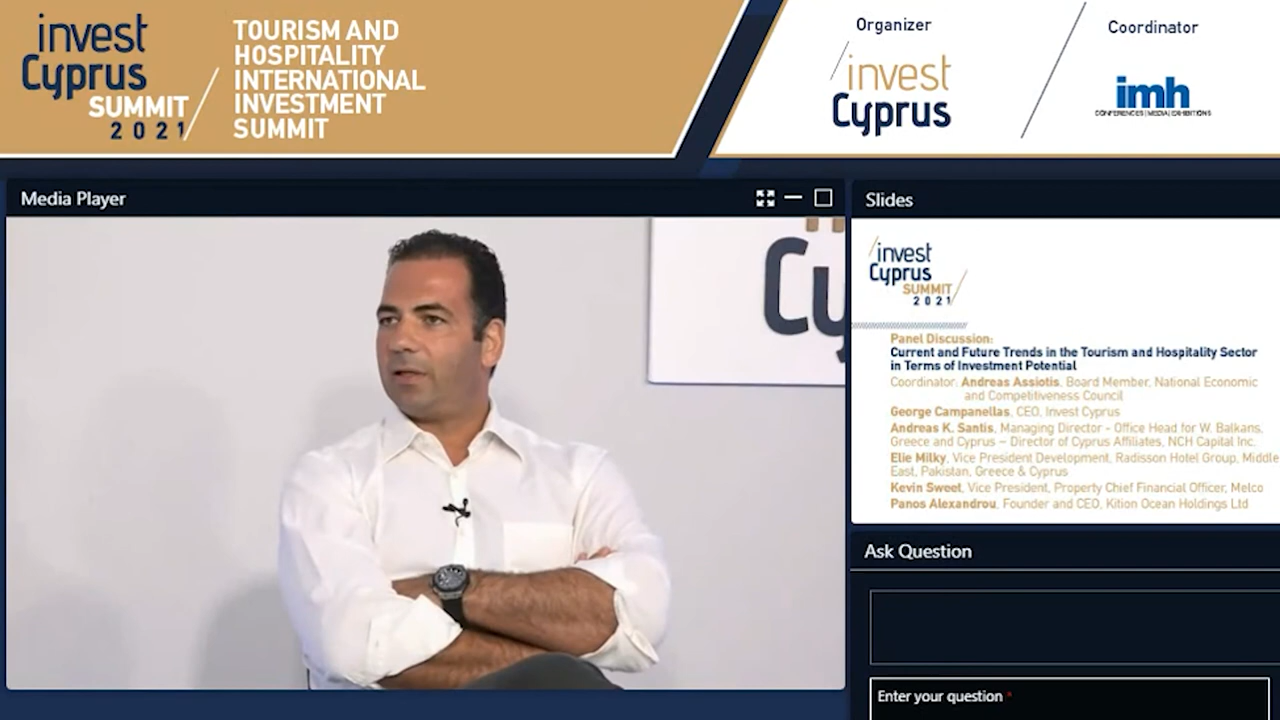 invest
Cyprus
SUMMIT
2021
TOURISM AND
HOSPITALITY
INTERNATIONAL
INVESTMENT
SUMMIT
Organizer
invest
Cyprus
Coordinator
imh
CONFERENCES | MEDIA | EXHIBITIONS
Media Player
Cy
Slides
invest
Cyprus
SUMMIT
2021
Panel Discussion:
Current and Future Trends in the Tourism and Hospitality Sector
in Terms of Investment Potential
Coordinator: Andreas Assiotis, Board Member, National Economic
and Competitiveness Council
George Campanellas, CEO, Invest Cyprus
Andreas K. Santis, Managing Director - Office Head for W. Balkans,
Greece and Cyprus – Director of Cyprus Affiliates, NCH Capital Inc.
Elie Milky, Vice President Development, Radisson Hotel Group, Middle
East, Pakistan, Greece & Cyprus
Kevin Sweet, Vice President, Property Chief Financial Officer, Melco
Panos Alexandrou, Founder and CEO, Kition Ocean Holdings Ltd
Ask Question
Enter your question *